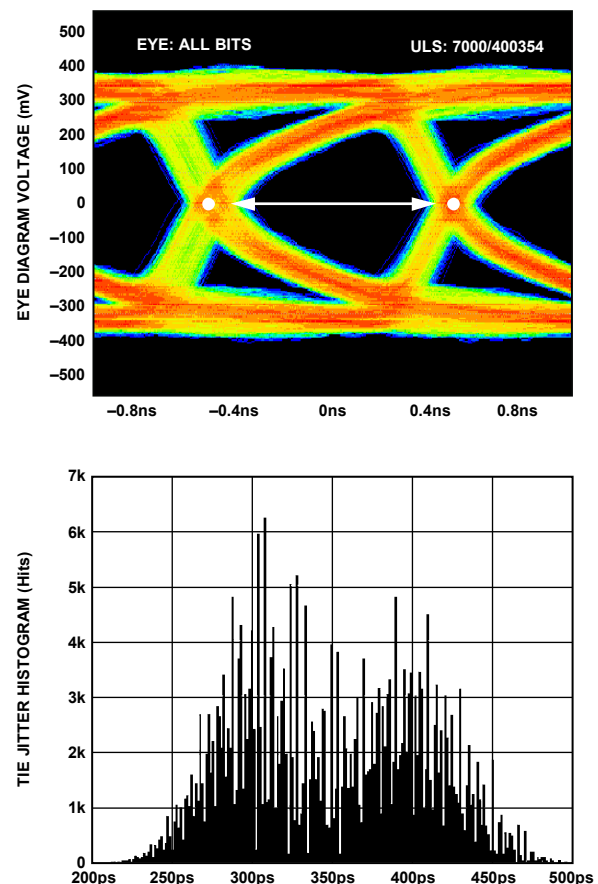 EYE: ALL BITS
ULS: 7000/400354
EYE DIAGRAM VOLTAGE (mV)
500
400
300
200
100
0
–100
–200
–300
–400
–500
–0.8ns –0.4ns 0ns 0.4ns 0.8ns
TIE JITTER HISTOGRAM (Hits)
7k
6k
5k
4k
3k
2k
1k
0
200ps 250ps 300ps 350ps 400ps 450ps 500ps